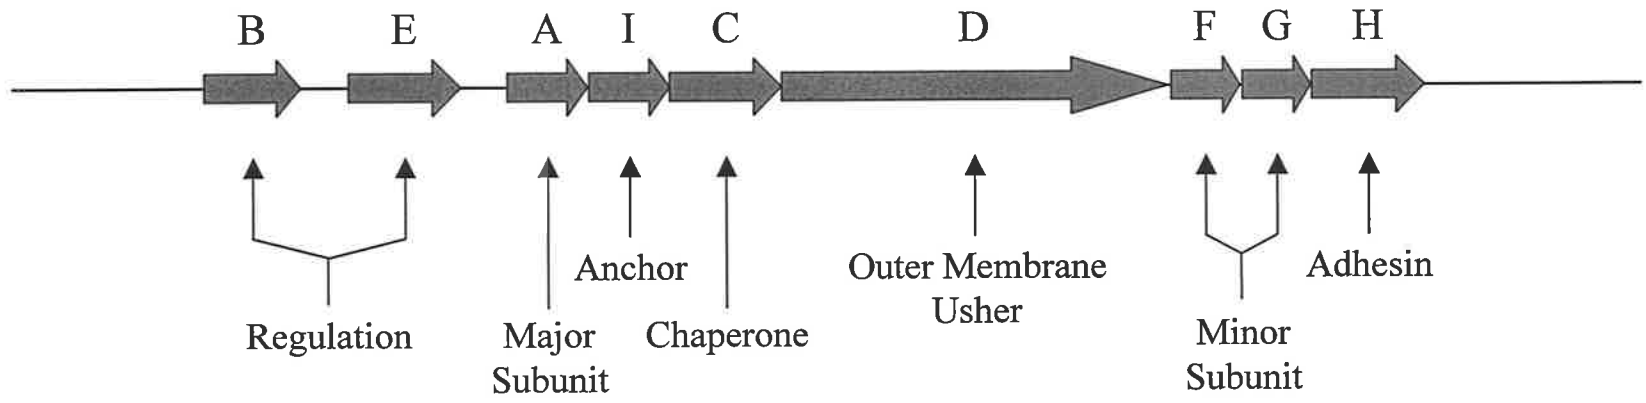 B E A I C D F G H
Anchor
Outer Membrane
Usher
Adhesin
Regulation
Major
Subunit
Chaperone
Minor
Subunit